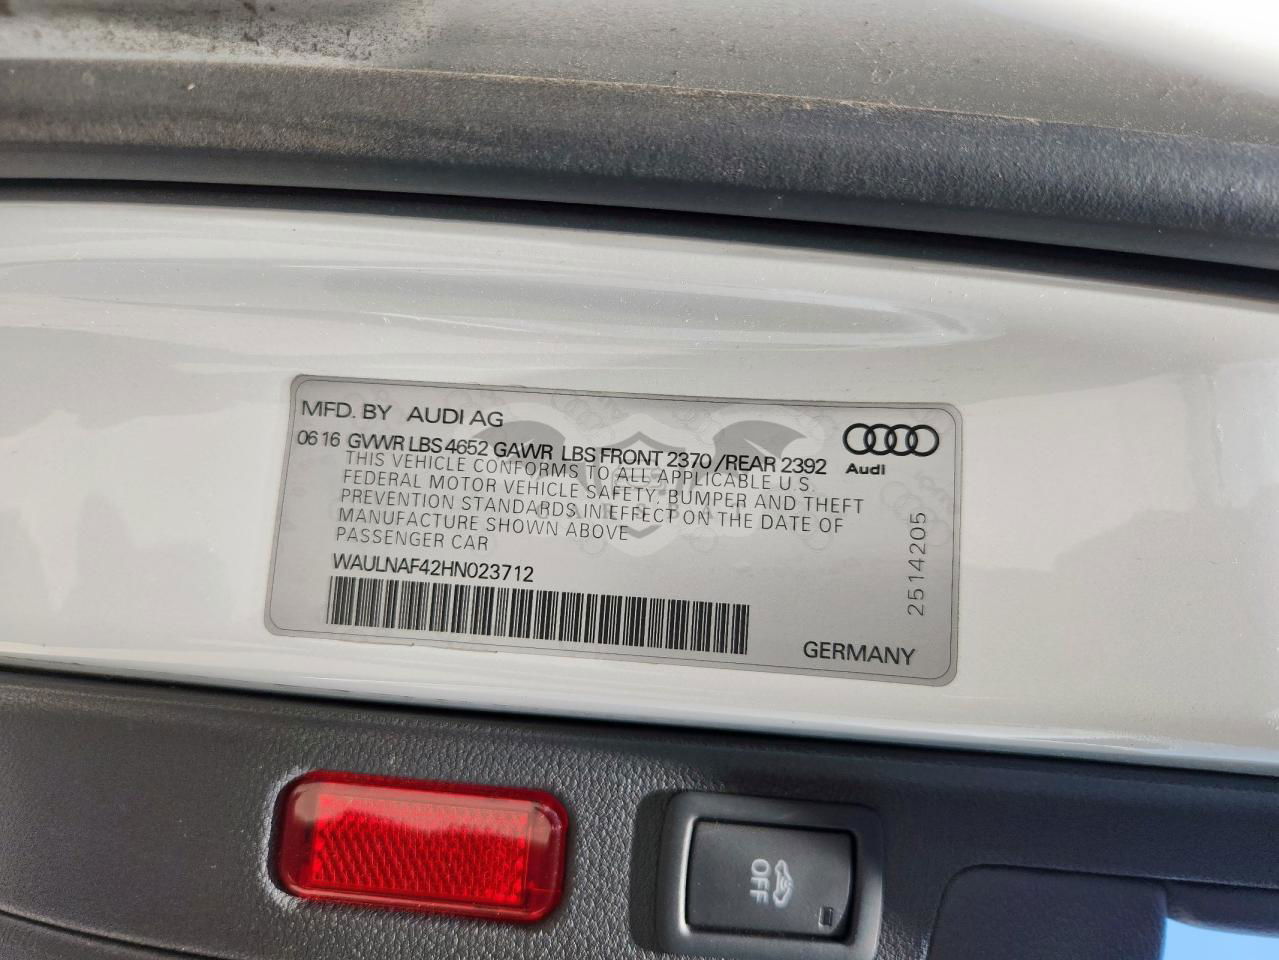 MFD. BY AUDI AG
06 16 GVWR LBS 4652 GAWR LBS FRONT 2370 /REAR 2392
THIS VEHICLE CONFORMS TO ALL APPLICABLE U.S.
FEDERAL MOTOR VEHICLE SAFETY, BUMPER AND THEFT
PREVENTION STANDARDS IN EFFECT ON THE DATE OF
MANUFACTURE SHOWN ABOVE
PASSENGER CAR
WAULNAF42HN023712
Audi
2514205
GERMANY
OFF